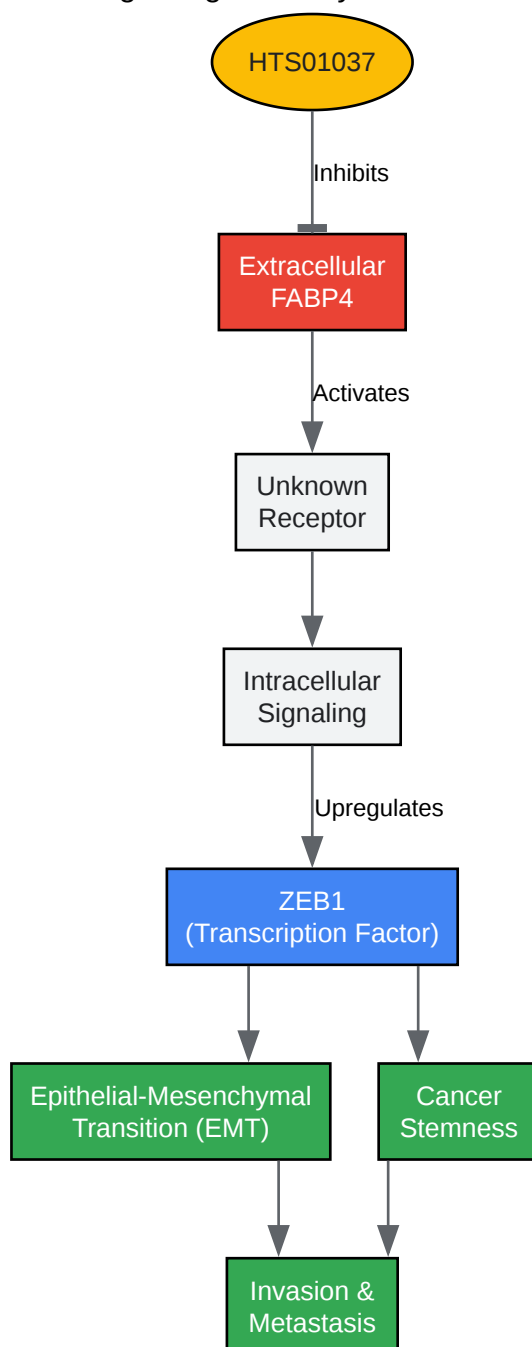 HTS01037
Inhibits
Extracellular
FABP4
Activates
Unknown
Receptor
Intracellular
Signaling
Upregulates
ZEB1
(Transcription Factor)
Epithelial-Mesenchymal
Transition (EMT)
Cancer
Stemness
Invasion &
Metastasis